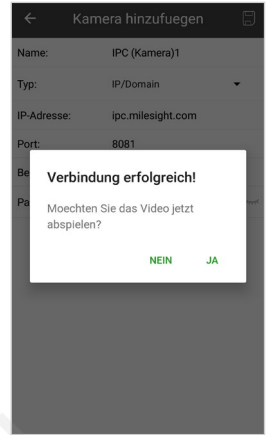 Kamera hinzufuegen
Name: IPC (Kamera)1
Typ: IP/Domain
IP-Adresse: ipc.milesight.com
Port: 8081
Be
Pa
Verbindung erfolgreich!
Moechten Sie das Video jetzt
abspielen?
NEIN JA